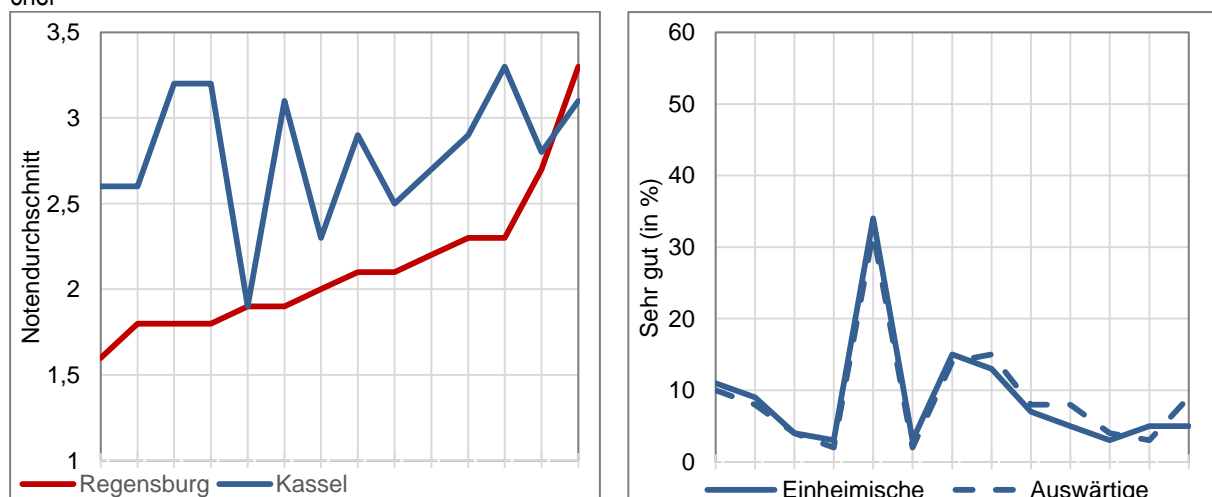 Notendurchschnitt
3,5
3
2,5
2
1,5
1
Regensburg
Kassel
Sehr gut (in %)
60
50
40
30
20
10
0
Einheimische
Auswärtige